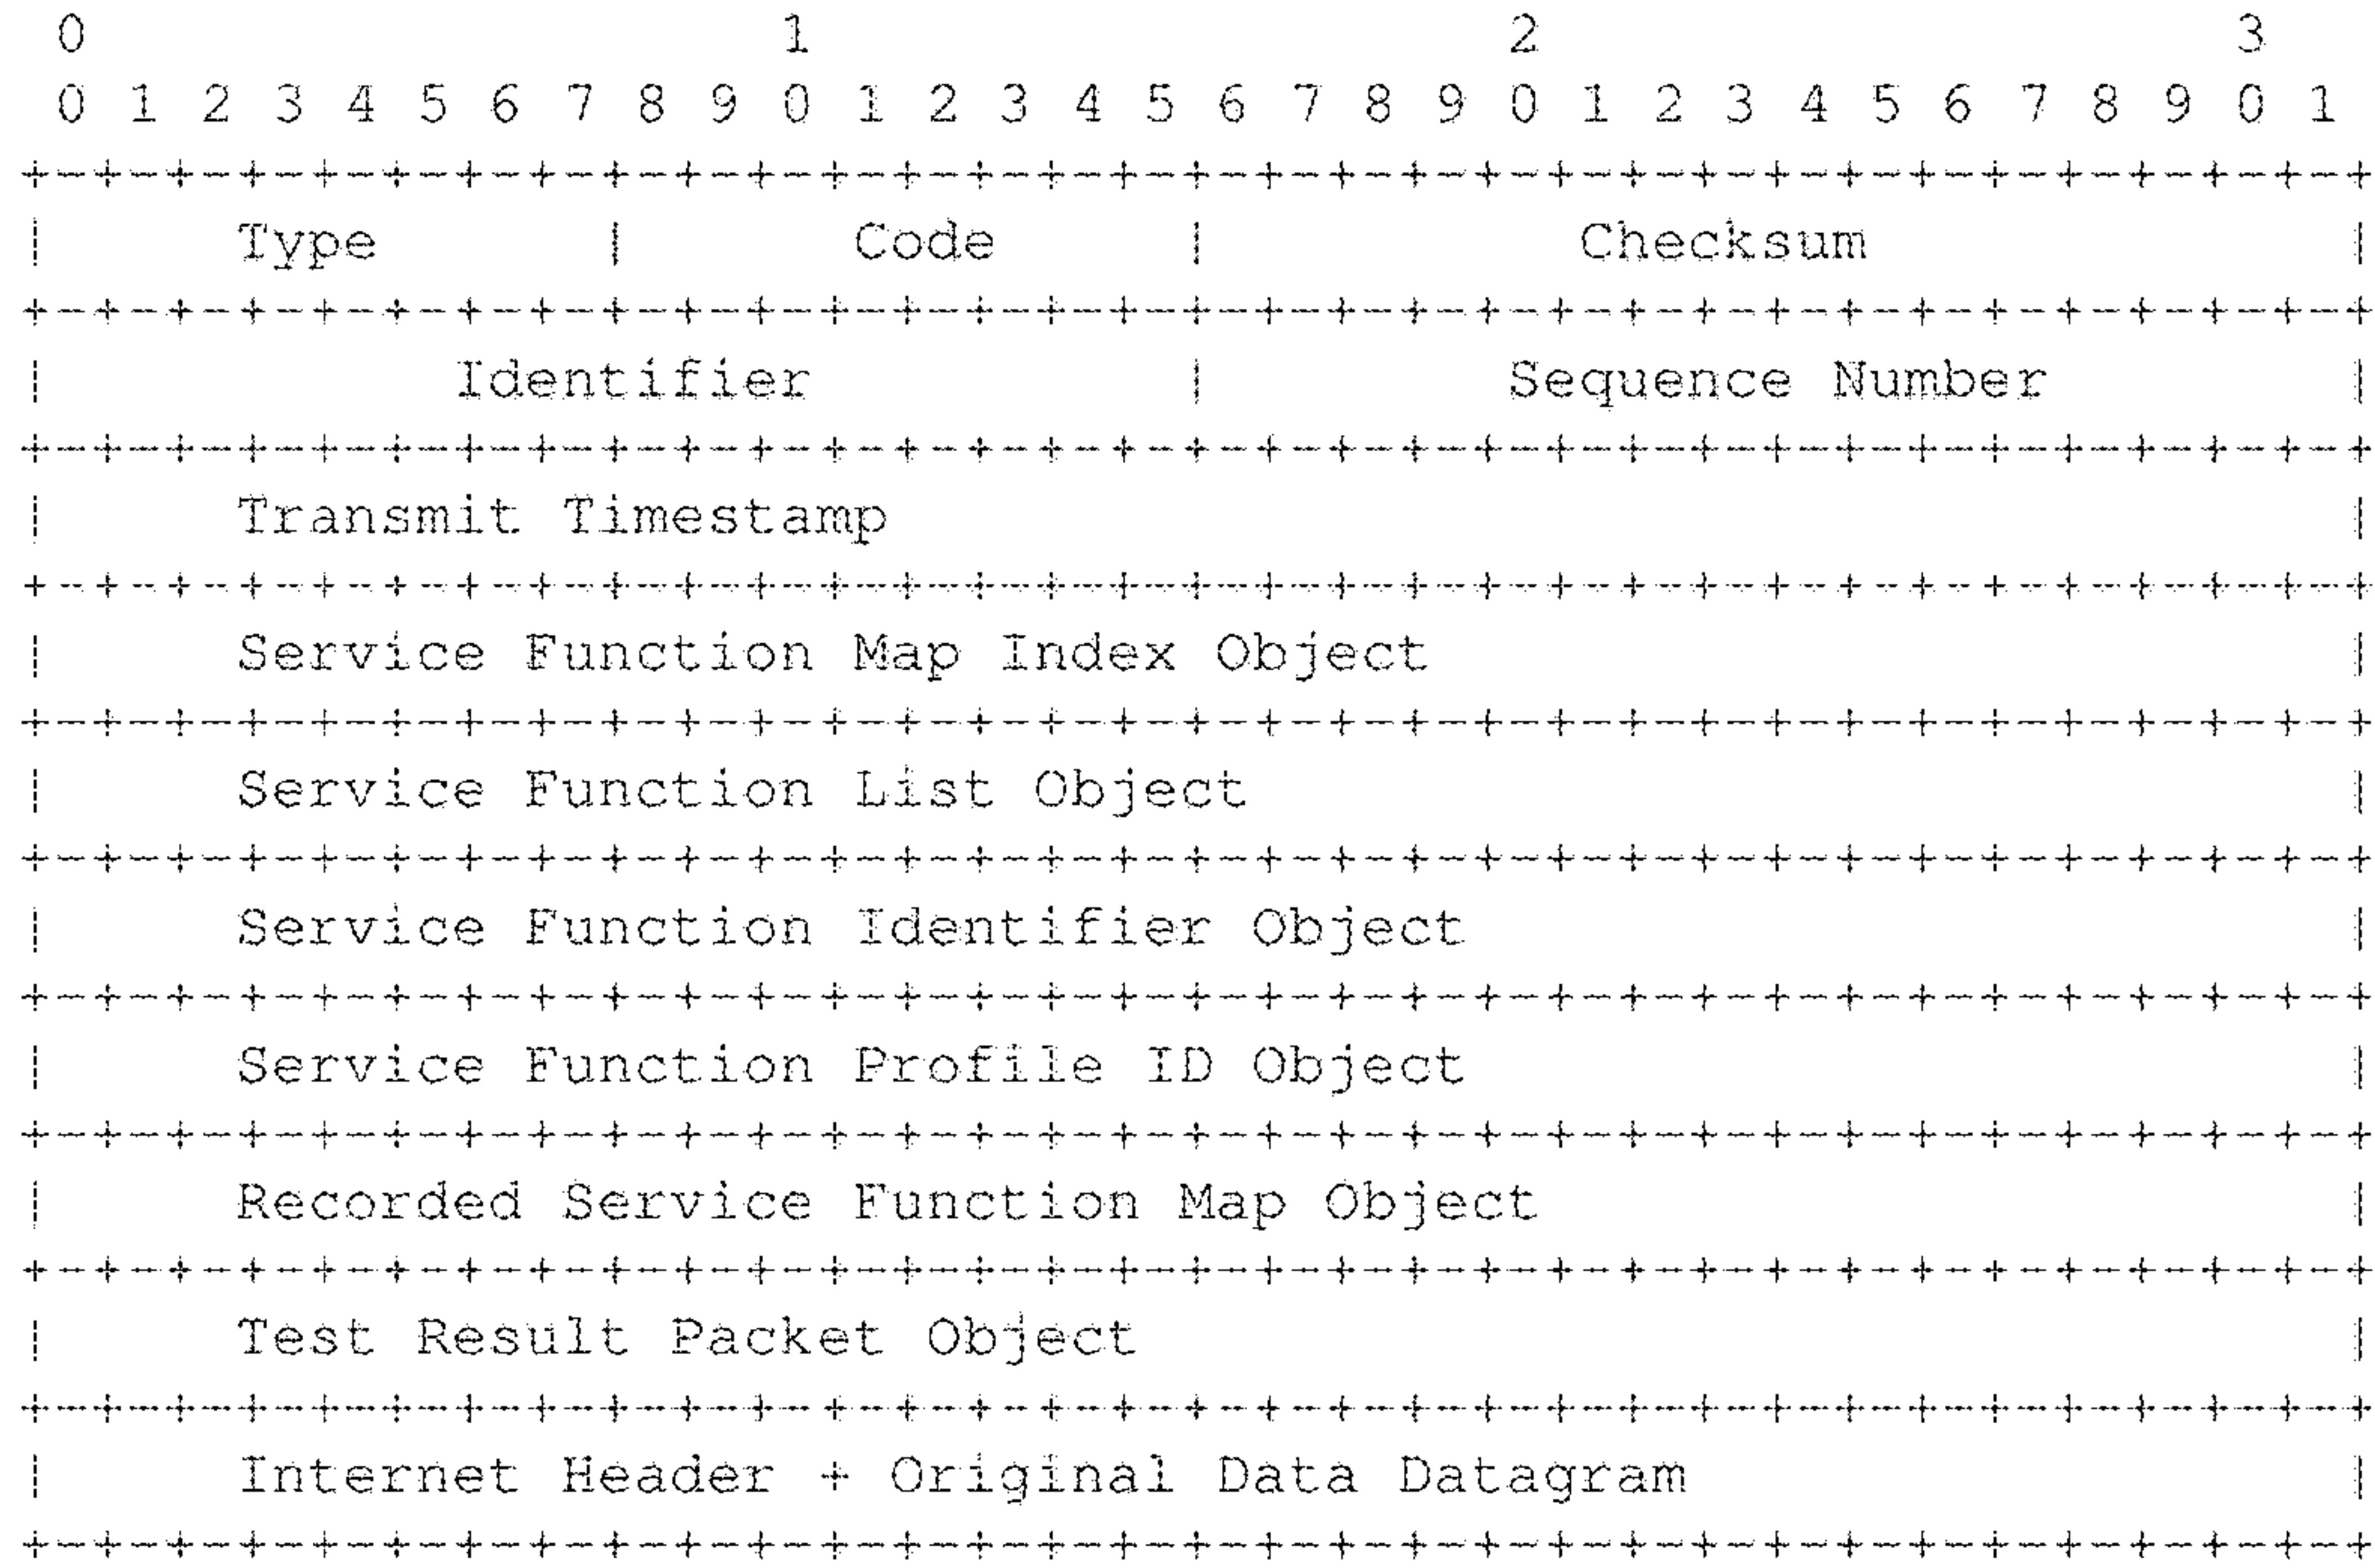 0                   1                   2                   3
 0 1 2 3 4 5 6 7 8 9 0 1 2 3 4 5 6 7 8 9 0 1 2 3 4 5 6 7 8 9 0 1
+-+-+-+-+-+-+-+-+-+-+-+-+-+-+-+-+-+-+-+-+-+-+-+-+-+-+-+-+-+-+-+-+
|     Type      |      Code     |          Checksum             |
+-+-+-+-+-+-+-+-+-+-+-+-+-+-+-+-+-+-+-+-+-+-+-+-+-+-+-+-+-+-+-+-+
|           Identifier          |        Sequence Number        |
+-+-+-+-+-+-+-+-+-+-+-+-+-+-+-+-+-+-+-+-+-+-+-+-+-+-+-+-+-+-+-+-+
|     Transmit Timestamp                                        |
+-+-+-+-+-+-+-+-+-+-+-+-+-+-+-+-+-+-+-+-+-+-+-+-+-+-+-+-+-+-+-+-+
|     Service Function Map Index Object                         |
+-+-+-+-+-+-+-+-+-+-+-+-+-+-+-+-+-+-+-+-+-+-+-+-+-+-+-+-+-+-+-+-+
|     Service Function List Object                              |
+-+-+-+-+-+-+-+-+-+-+-+-+-+-+-+-+-+-+-+-+-+-+-+-+-+-+-+-+-+-+-+-+
|     Service Function Identifier Object                        |
+-+-+-+-+-+-+-+-+-+-+-+-+-+-+-+-+-+-+-+-+-+-+-+-+-+-+-+-+-+-+-+-+
|     Service Function Profile ID Object                        |
+-+-+-+-+-+-+-+-+-+-+-+-+-+-+-+-+-+-+-+-+-+-+-+-+-+-+-+-+-+-+-+-+
|     Recorded Service Function Map Object                      |
+-+-+-+-+-+-+-+-+-+-+-+-+-+-+-+-+-+-+-+-+-+-+-+-+-+-+-+-+-+-+-+-+
|     Test Result Packet Object                                 |
+-+-+-+-+-+-+-+-+-+-+-+-+-+-+-+-+-+-+-+-+-+-+-+-+-+-+-+-+-+-+-+-+
|     Internet Header + Original Data Datagram                  |
+-+-+-+-+-+-+-+-+-+-+-+-+-+-+-+-+-+-+-+-+-+-+-+-+-+-+-+-+-+-+-+-+